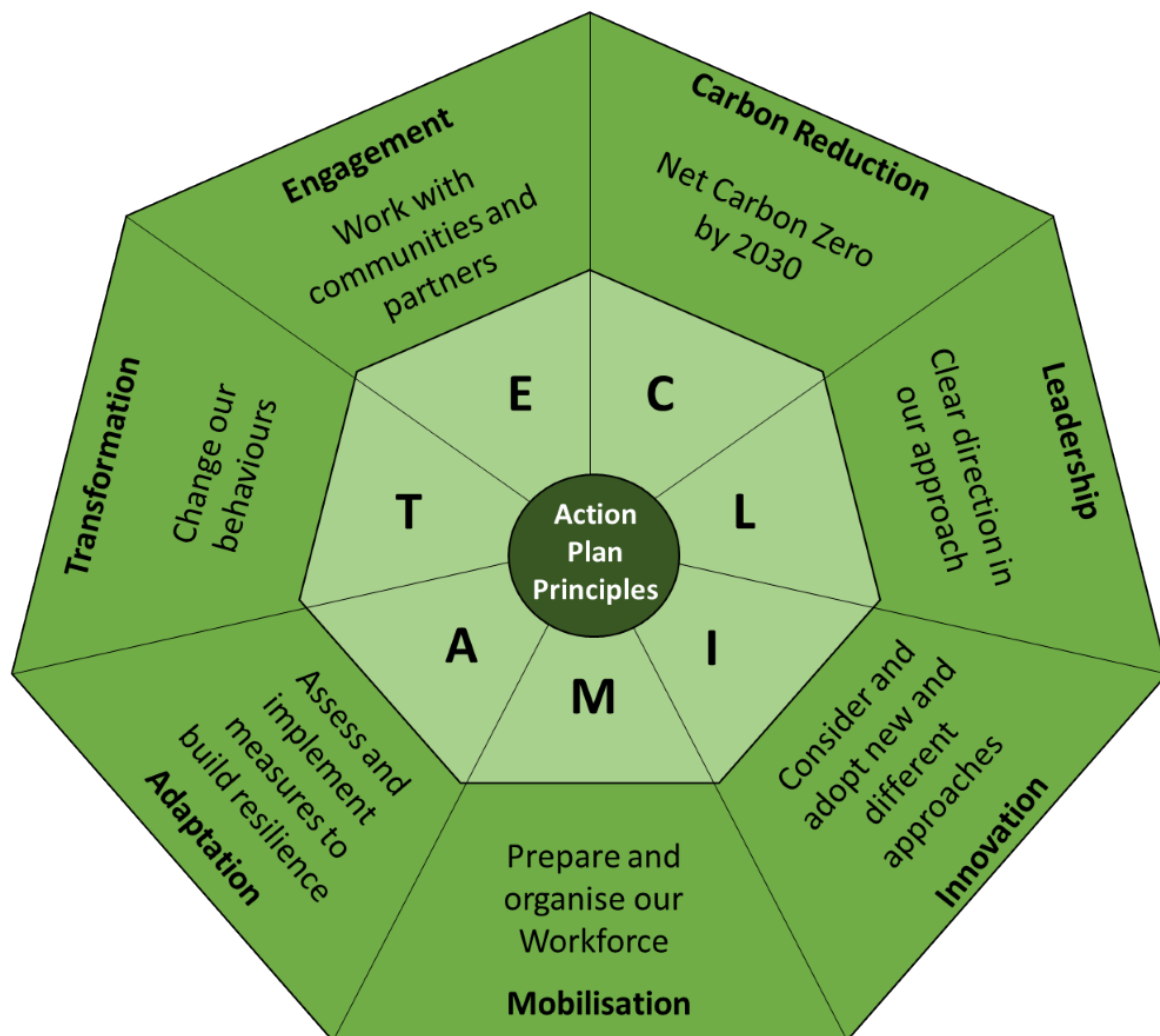 Carbon Reduction
Net Carbon Zero
by 2030
Leadership
Clear direction in
our approach
Innovation
Consider and
adopt new and
different
approaches
Mobilisation
Prepare and
organise our
Workforce
Adaptation
Assess and
implement
measures to
build resilience
Transformation
Change our
behaviours
Engagement
Work with
communities and
partners
C
L
I
M
A
T
E
Action
Plan
Principles